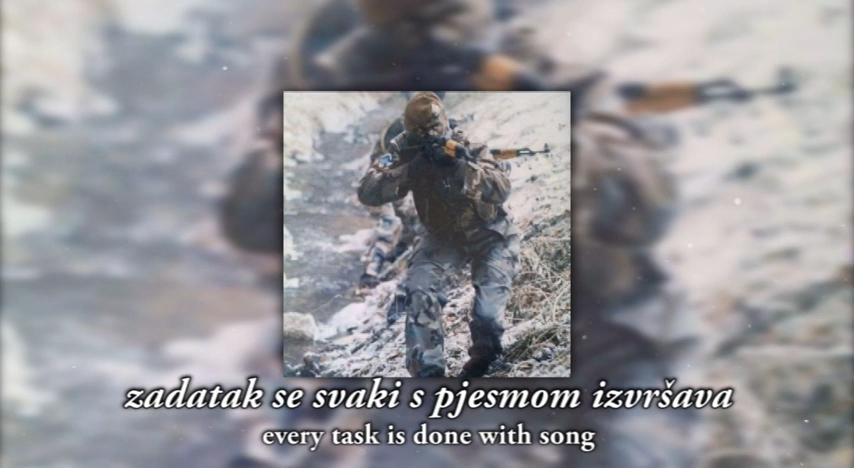 zadatak se svaki s pjesmom izvršava
every task is done with song